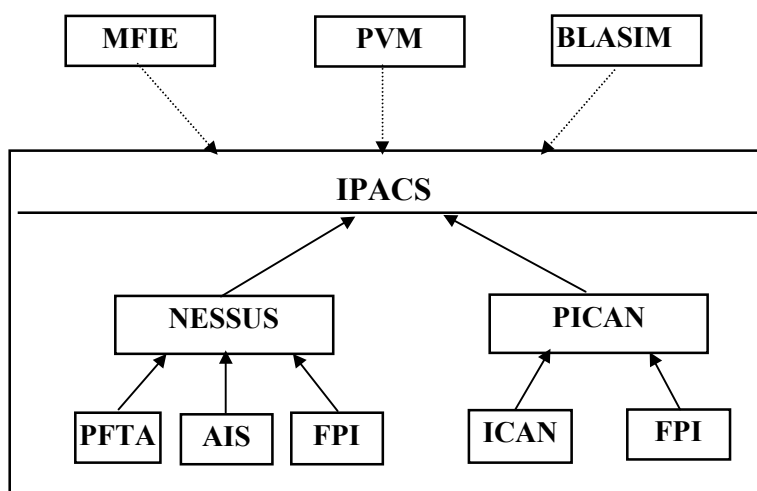 MFIE
PVM
BLASIM
IPACS
NESSUS
PICAN
PFTA
AIS
FPI
ICAN
FPI